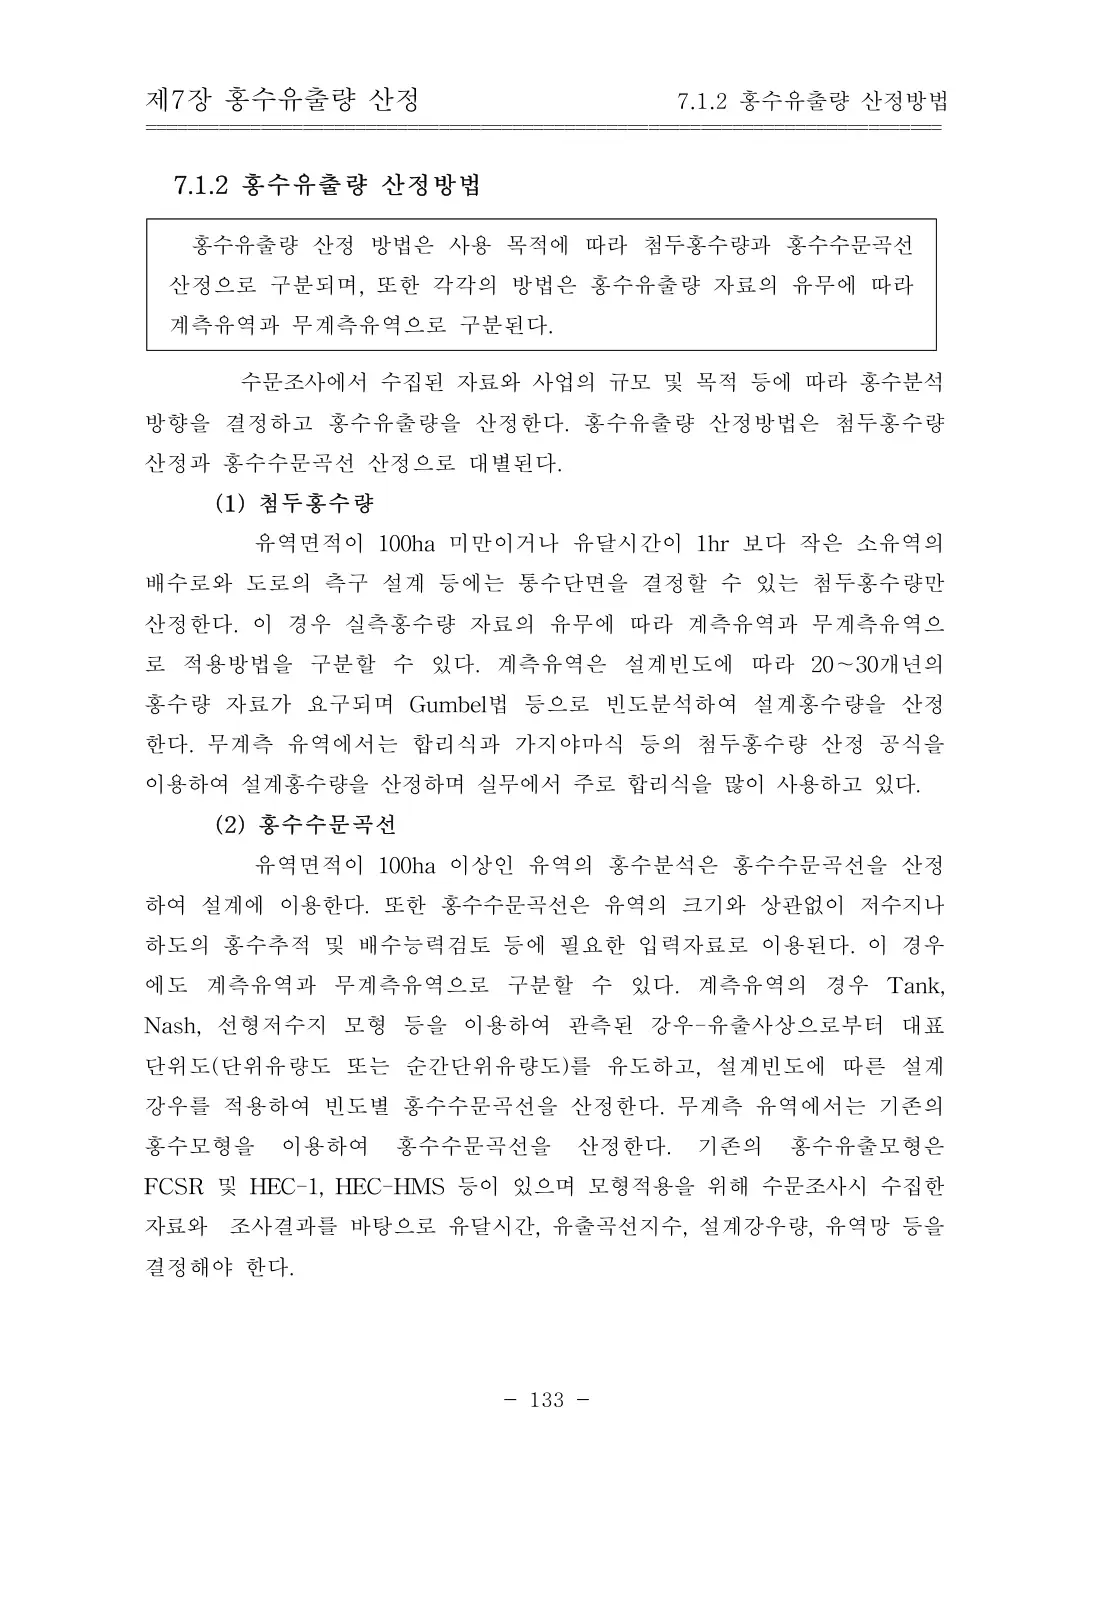 제7장 홍수유출량 산정
7.1.2 홍수유출량 산정방법
7.1.2 홍수유출량 산정방법
홍수유출량 산정 방법은 사용 목적에 따라 첨두홍수량과 홍수수문곡선
산정으로 구분되며, 또한 각각의 방법은 홍수유출량 자료의 유무에 따라
계측유역과 무계측유역으로 구분된다.
수문조사에서 수집된 자료와 사업의 규모 및 목적 등에 따라 홍수분석
방향을 결정하고 홍수유출량을 산정한다. 홍수유출량 산정방법은 첨두홍수량
산정과 홍수수문곡선 산정으로 대별된다.
(1) 첨두홍수량
유역면적이 100ha 미만이거나 유달시간이 1hr 보다 작은 소유역의
배수로와 도로의 측구 설계 등에는 통수단면을 결정할 수 있는 첨두홍수량만
산정한다. 이 경우 실측홍수량 자료의 유무에 따라 계측유역과 무계측유역으
로 적용방법을 구분할 수 있다. 계측유역은 설계빈도에 따라 20∼30개년의
홍수량 자료가 요구되며 Gumbel법 등으로 빈도분석하여 설계홍수량을 산정
한다. 무계측 유역에서는 합리식과 가지야마식 등의 첨두홍수량 산정 공식을
이용하여 설계홍수량을 산정하며 실무에서 주로 합리식을 많이 사용하고 있다.
(2) 홍수수문곡선
유역면적이 100ha 이상인 유역의 홍수분석은 홍수수문곡선을 산정
하여 설계에 이용한다. 또한 홍수수문곡선은 유역의 크기와 상관없이 저수지나
하도의 홍수추적 및 배수능력검토 등에 필요한 입력자료로 이용된다. 이 경우
에도 계측유역과 무계측유역으로 구분할 수 있다. 계측유역의 경우 Tank,
Nash, 선형저수지 모형 등을 이용하여 관측된 강우-유출사상으로부터 대표
단위도(단위유량도 또는 순간단위유량도)를 유도하고, 설계빈도에 따른 설계
강우를 적용하여 빈도별 홍수수문곡선을 산정한다. 무계측 유역에서는 기존의
홍수모형을 이용하여 홍수수문곡선을 산정한다. 기존의 홍수유출모형은
FCSR 및 HEC-1, HEC-HMS 등이 있으며 모형적용을 위해 수문조사시 수집한
자료와 조사결과를 바탕으로 유달시간, 유출곡선지수, 설계강우량, 유역망 등을
결정해야 한다.
- 133 -